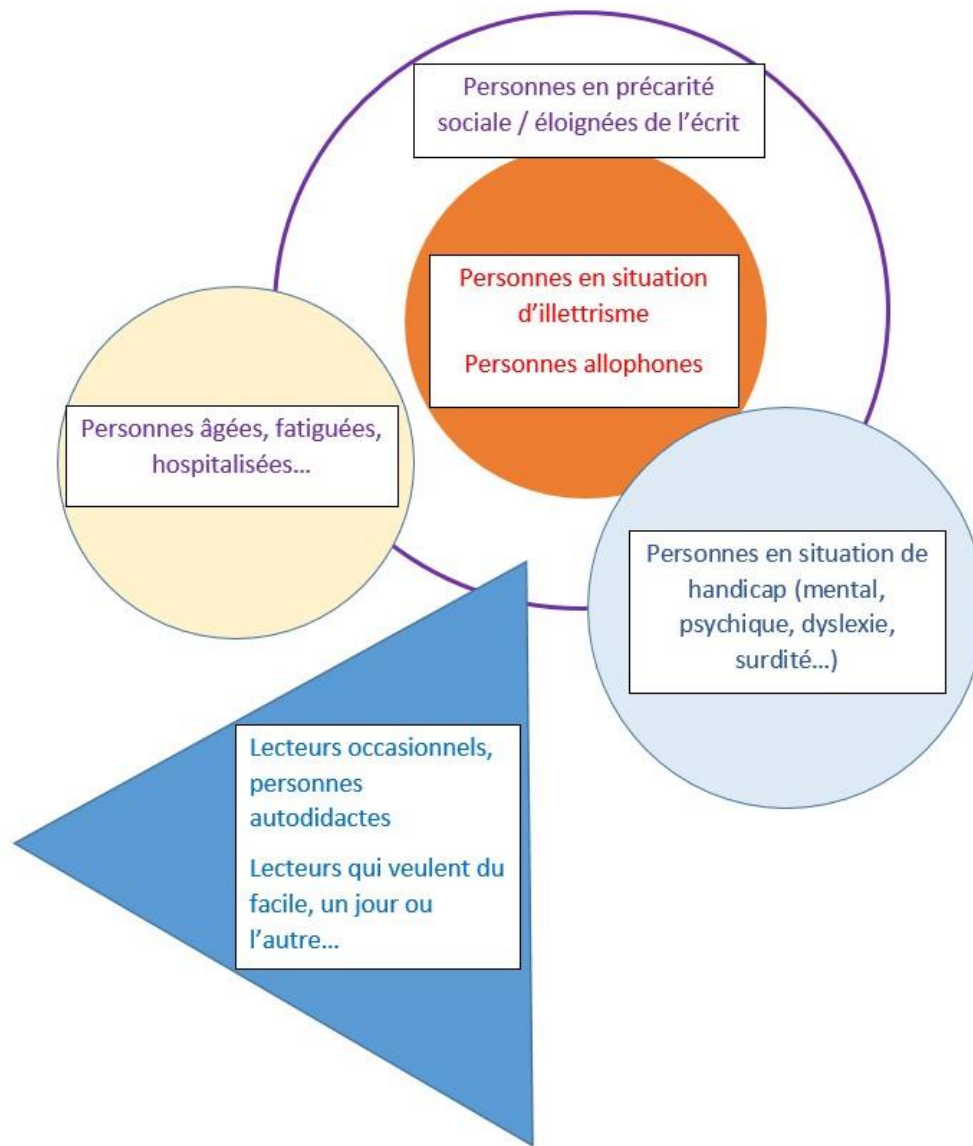 Personnes en précarité
sociale / éloignées de l’écrit
Personnes en situation
d’illettrisme
Personnes allophones
Personnes âgées, fatiguées,
hospitalisées…
Personnes en situation de
handicap (mental,
psychique, dyslexie,
surdité…)
Lecteurs occasionnels,
personnes
autodidactes
Lecteurs qui veulent du
facile, un jour ou
l’autre…